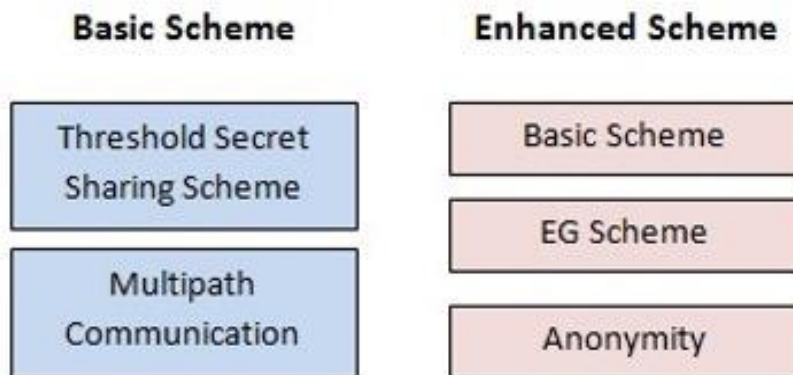 Basic Scheme
Threshold Secret
Sharing Scheme
Multipath
Communication
Enhanced Scheme
Basic Scheme
EG Scheme
Anonymity